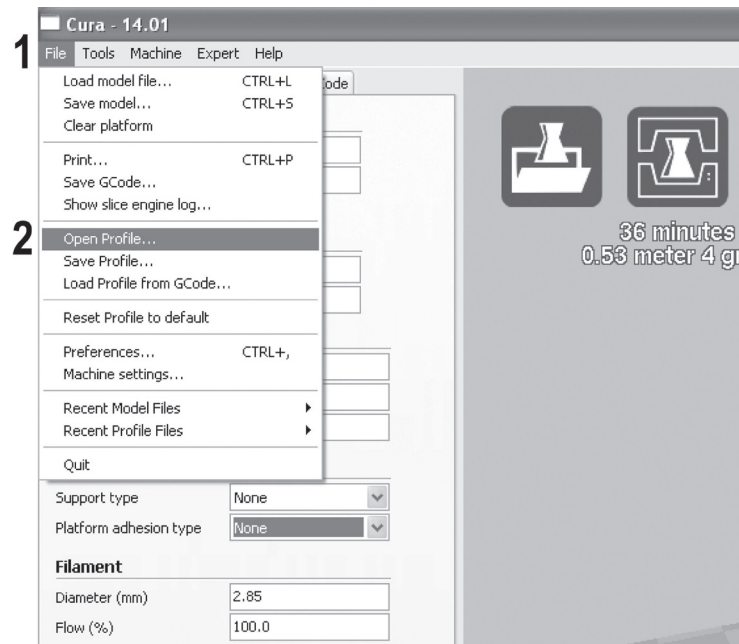 Cura - 14.01
1
File Tools Machine Expert Help
Load model file... CTRL+L
Save model... CTRL+S
Clear platform
Print... CTRL+P
Save GCode...
Show slice engine log...
2
Open Profile...
Save Profile...
Load Profile from GCode...
Reset Profile to default
Preferences... CTRL+,
Machine settings...
Recent Model Files
Recent Profile Files
Quit
Support type None
Platform adhesion type None
Filament
Diameter (mm) 2.85
Flow (%) 100.0
36 minutes
0.53 meter 4